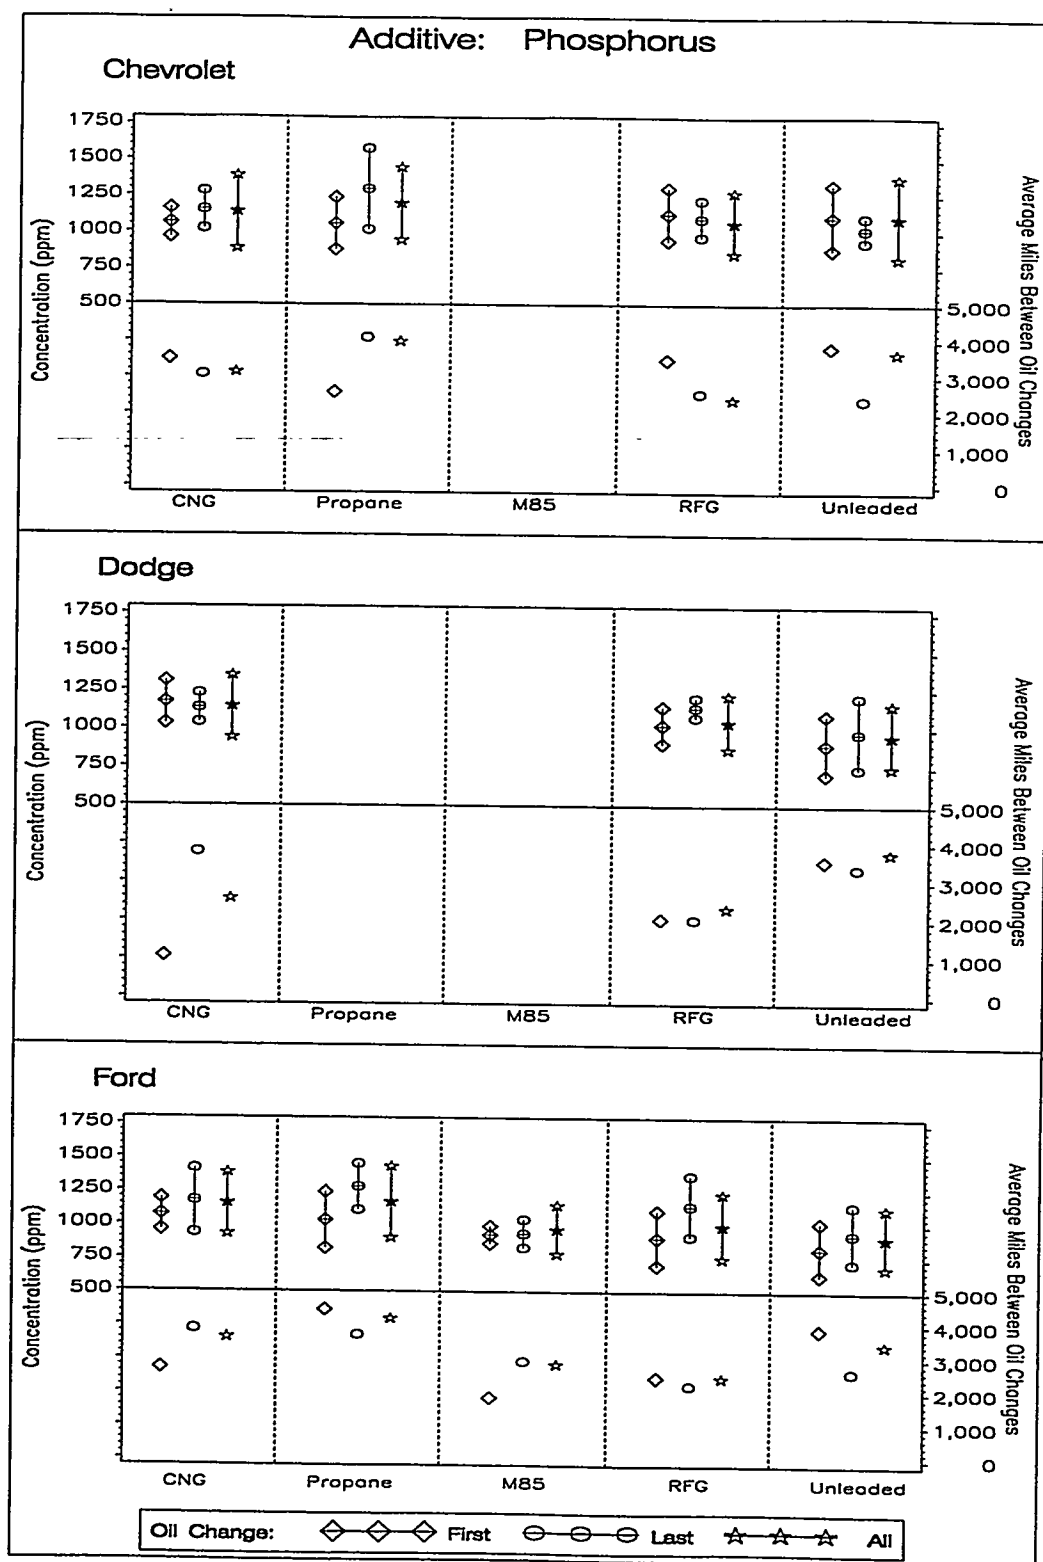 Additive: Phosphorus
Chevrolet
1750
1500
1250
1000
750
500
Concentration (ppm)
5,000
4,000
3,000
2,000
1,000
0
Average Miles Between Oil Changes
CNG Propane M85 RFG Unleaded
Dodge
1750
1500
1250
1000
750
500
Concentration (ppm)
5,000
4,000
3,000
2,000
1,000
0
Average Miles Between Oil Changes
CNG Propane M85 RFG Unleaded
Ford
1750
1500
1250
1000
750
500
Concentration (ppm)
5,000
4,000
3,000
2,000
1,000
0
Average Miles Between Oil Changes
CNG Propane M85 RFG Unleaded
Oil Change: First Last All